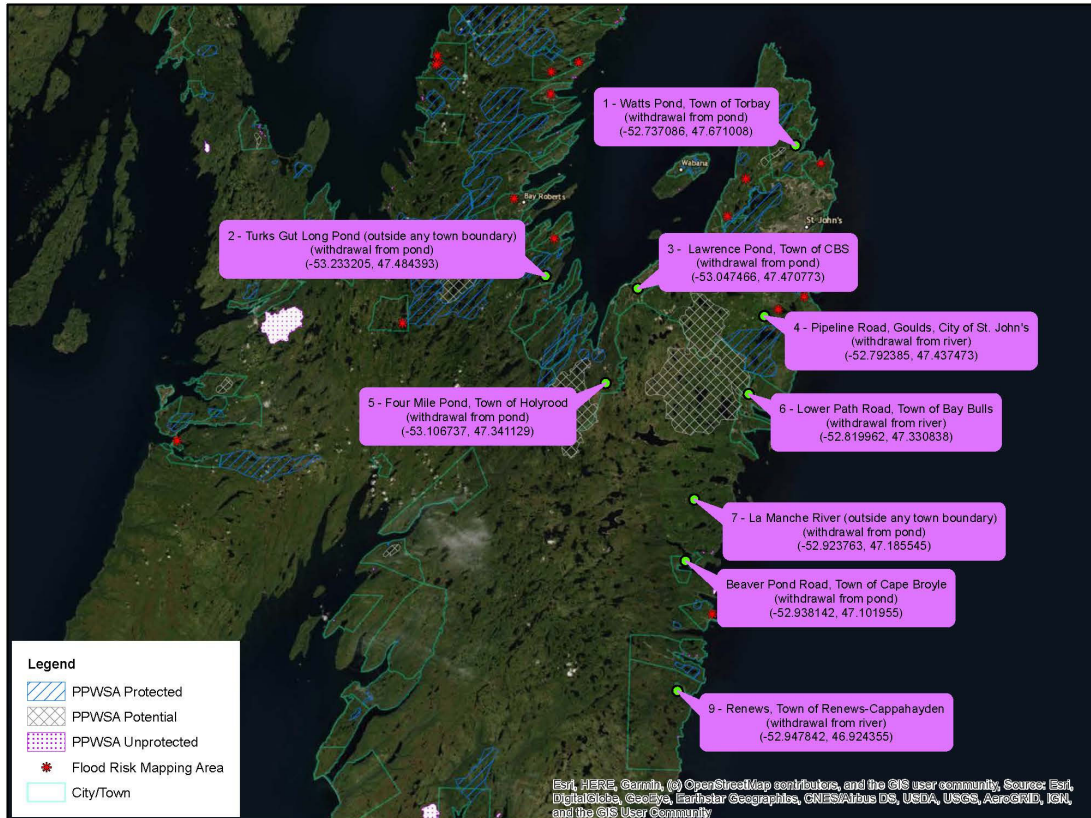 1 - Watts Pond, Town of Torbay
(withdrawal from pond)
(-52.737086, 47.671008)
Wabana
Bay Roberts
St. John's
2 - Turks Gut Long Pond (outside any town boundary)
(withdrawal from pond)
(-53.233205, 47.484393)
3 - Lawrence Pond, Town of CBS
(withdrawal from pond)
(-53.047466, 47.470773)
4 - Pipeline Road, Goulds, City of St. John's
(withdrawal from river)
(-52.792385, 47.437473)
5 - Four Mile Pond, Town of Holyrood
(withdrawal from pond)
(-53.106737, 47.341129)
6 - Lower Path Road, Town of Bay Bulls
(withdrawal from river)
(-52.819962, 47.330838)
7 - La Manche River (outside any town boundary)
(withdrawal from pond)
(-52.923763, 47.185545)
Beaver Pond Road, Town of Cape Broyle
(withdrawal from pond)
(-52.938142, 47.101955)
9 - Renews, Town of Renews-Cappahayden
(withdrawal from river)
(-52.947842, 46.924355)
Legend
PPWSA Protected
PPWSA Potential
PPWSA Unprotected
Flood Risk Mapping Area
City/Town
Esri, HERE, Garmin, (c) OpenStreetMap contributors, and the GIS user community, Source: Esri,
DigitalGlobe, GeoEye, Earthstar Geographics, CNES/Airbus DS, USDA, USGS, AeroGRID, IGN,
and the GIS User Community